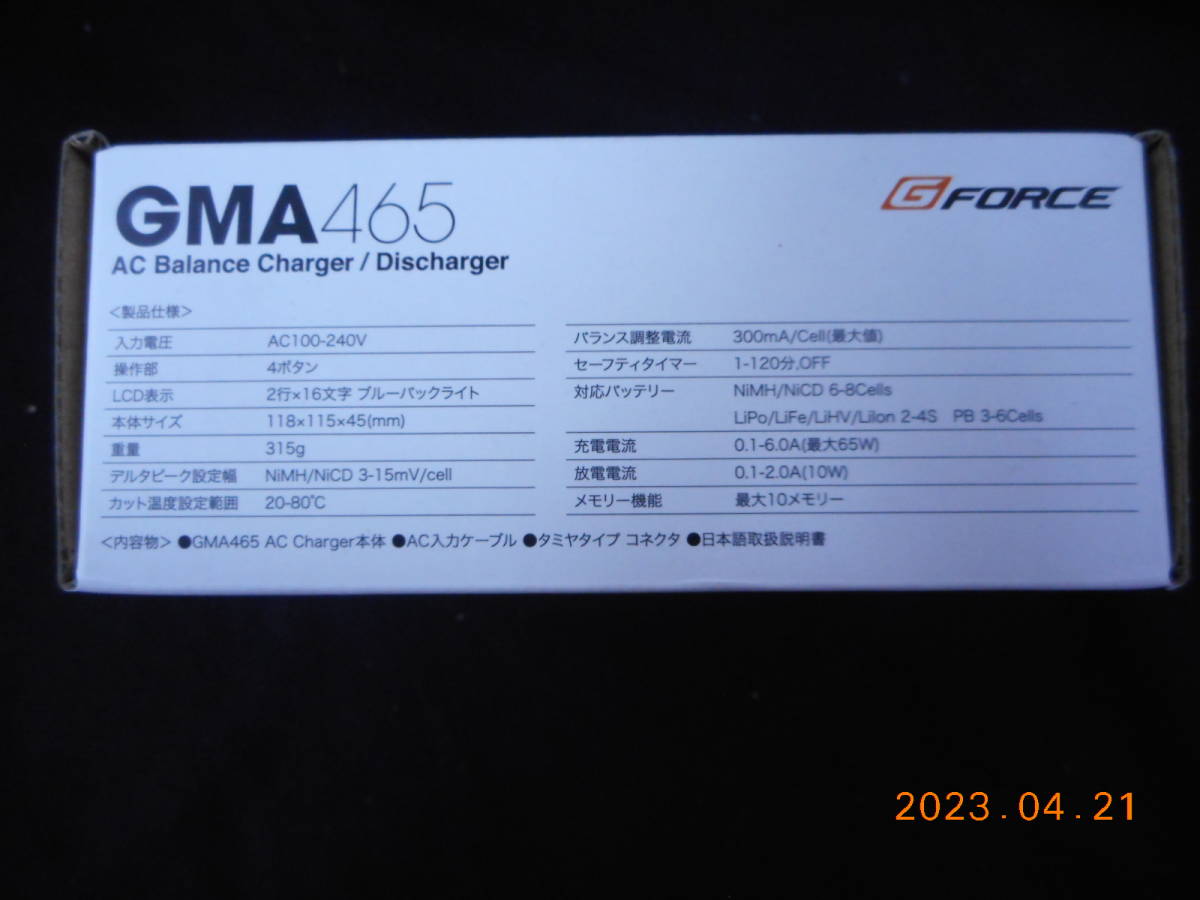 GMA465
AC Balance Charger / Discharger
G FORCE
<製品仕様>
入力電圧 AC100-240V
操作部 4ボタン
LCD表示 2行×16文字 ブルーバックライト
本体サイズ 118×115×45(mm)
重量 315g
デルタピーク設定幅 NiMH/NiCD 3-15mV/cell
カット温度設定範囲 20-80℃
バランス調整電流 300mA/Cell(最大値)
セーフティタイマー 1-120分,OFF
対応バッテリー NiMH/NiCD 6-8Cells
LiPo/LiFe/LiHV/LiIon 2-4S PB 3-6Cells
充電電流 0.1-6.0A(最大65W)
放電電流 0.1-2.0A(10W)
メモリー機能 最大10メモリー
<内容物> ●GMA465 AC Charger本体 ●AC入力ケーブル ●タミヤタイプ コネクタ ●日本語取扱説明書
2023.04.21